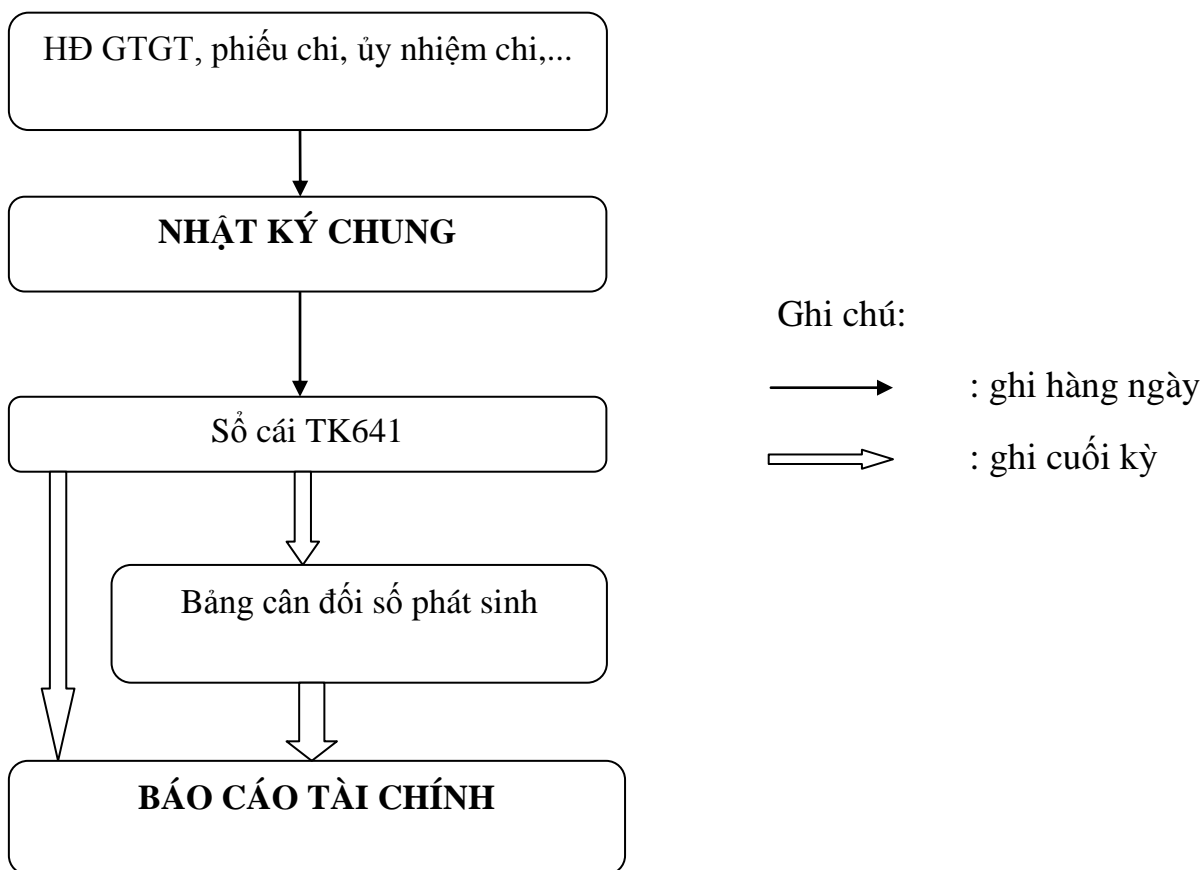 HĐ GTGT, phiếu chi, ủy nhiệm chi,...
NHẬT KÝ CHUNG
Sổ cái TK641
Bảng cân đối số phát sinh
BÁO CÁO TÀI CHÍNH
Ghi chú:
: ghi hàng ngày
: ghi cuối kỳ